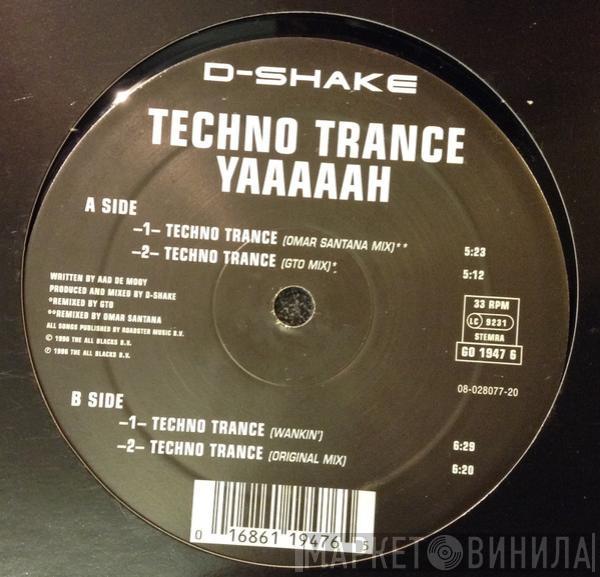 D-SHAKE
TECHNO TRANCE
YAAAAAH
A SIDE
-1- TECHNO TRANCE (OMAR SANTANA MIX)** 5:23
-2- TECHNO TRANCE (GTO MIX)* 5:12
WRITTEN BY AAD DE MOOY
PRODUCED AND MIXED BY D-SHAKE
*REMIXED BY GTO
**REMIXED BY OMAR SANTANA
ALL SONGS PUBLISHED BY ROADSTER MUSIC B.V.
© 1996 THE ALL BLACKS B.V.
℗ 1996 THE ALL BLACKS B.V.
33 RPM
LC 9231
STEMRA
GO 1947 6
08-028077-20
B SIDE
-1- TECHNO TRANCE (WANKIN') 6:29
-2- TECHNO TRANCE (ORIGINAL MIX) 6:20
0 16861 19476 5
МАРКЕТ ВИНИЛА